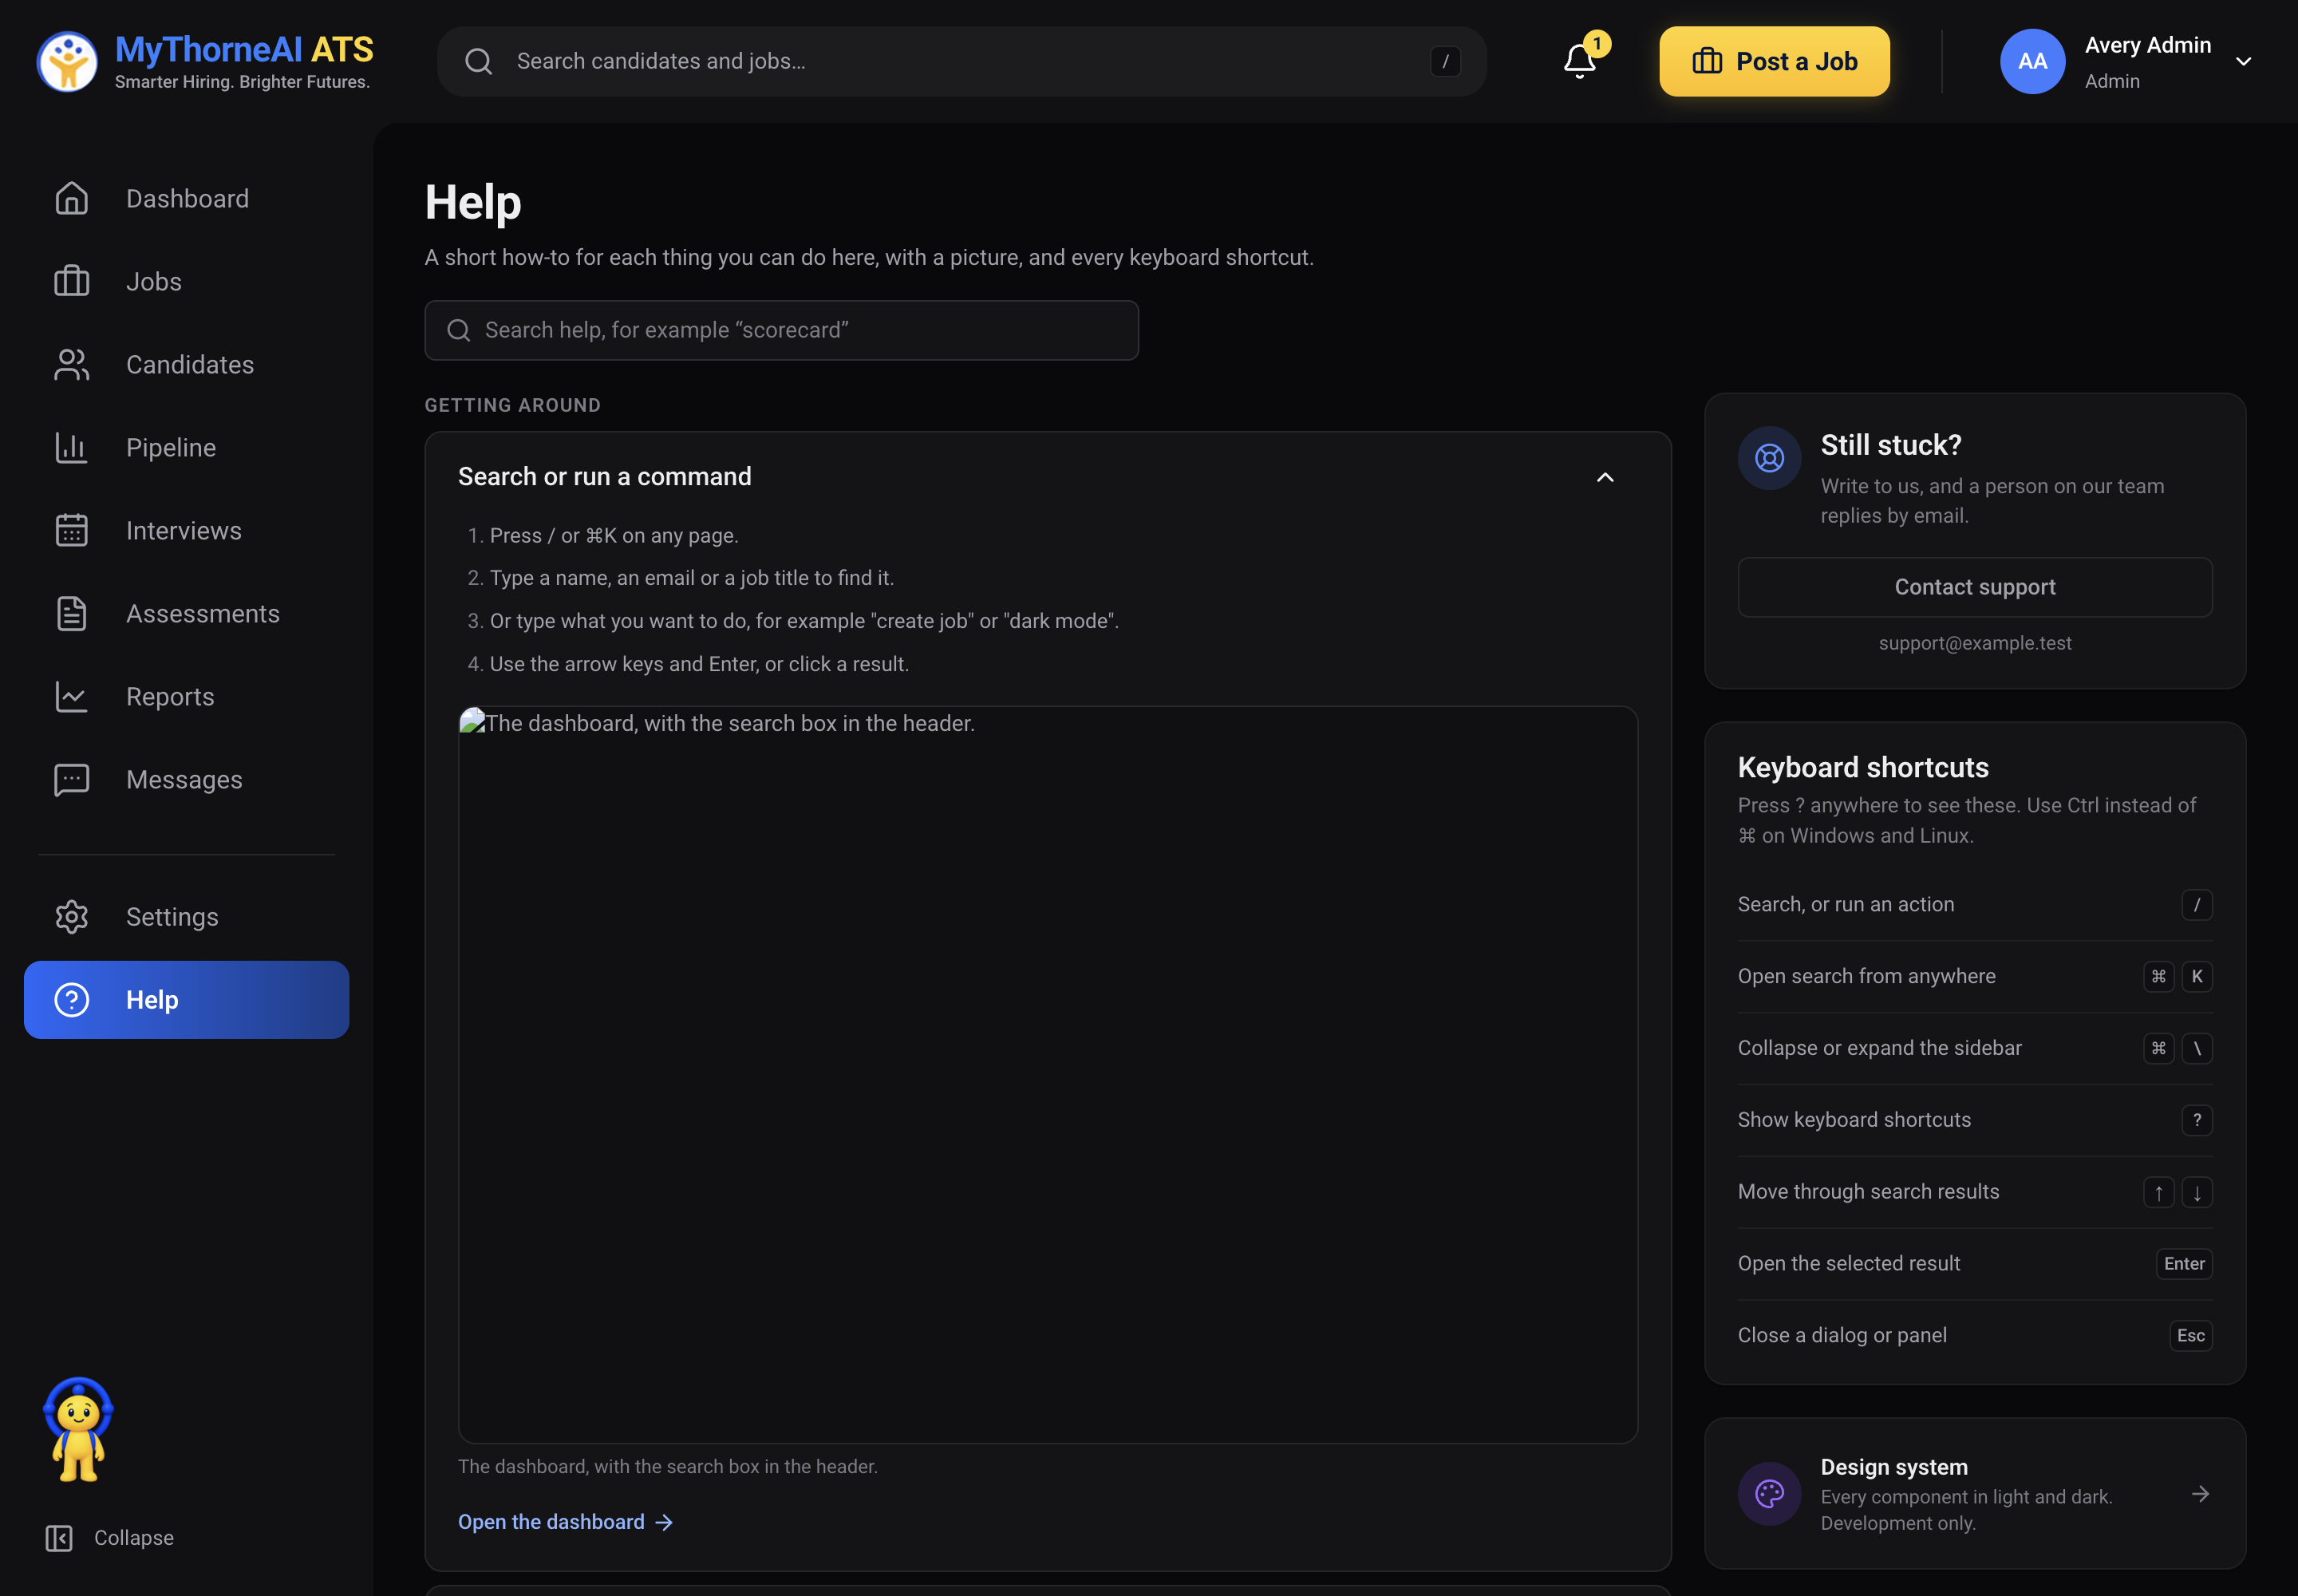 MyThorneAI ATS
Smarter Hiring. Brighter Futures.
Search candidates and jobs…
/
1
Post a Job
AA
Avery Admin
Admin
Dashboard
Jobs
Candidates
Pipeline
Interviews
Assessments
Reports
Messages
Settings
Help
Collapse
Help
A short how-to for each thing you can do here, with a picture, and every keyboard shortcut.
Search help, for example “scorecard”
GETTING AROUND
Search or run a command
1. Press / or ⌘K on any page.
2. Type a name, an email or a job title to find it.
3. Or type what you want to do, for example "create job" or "dark mode".
4. Use the arrow keys and Enter, or click a result.
The dashboard, with the search box in the header.
The dashboard, with the search box in the header.
Open the dashboard →
Still stuck?
Write to us, and a person on our team
replies by email.
Contact support
support@example.test
Keyboard shortcuts
Press ? anywhere to see these. Use Ctrl instead of
⌘ on Windows and Linux.
Search, or run an action /
Open search from anywhere ⌘ K
Collapse or expand the sidebar ⌘ \
Show keyboard shortcuts ?
Move through search results ↑ ↓
Open the selected result Enter
Close a dialog or panel Esc
Design system
Every component in light and dark.
Development only.